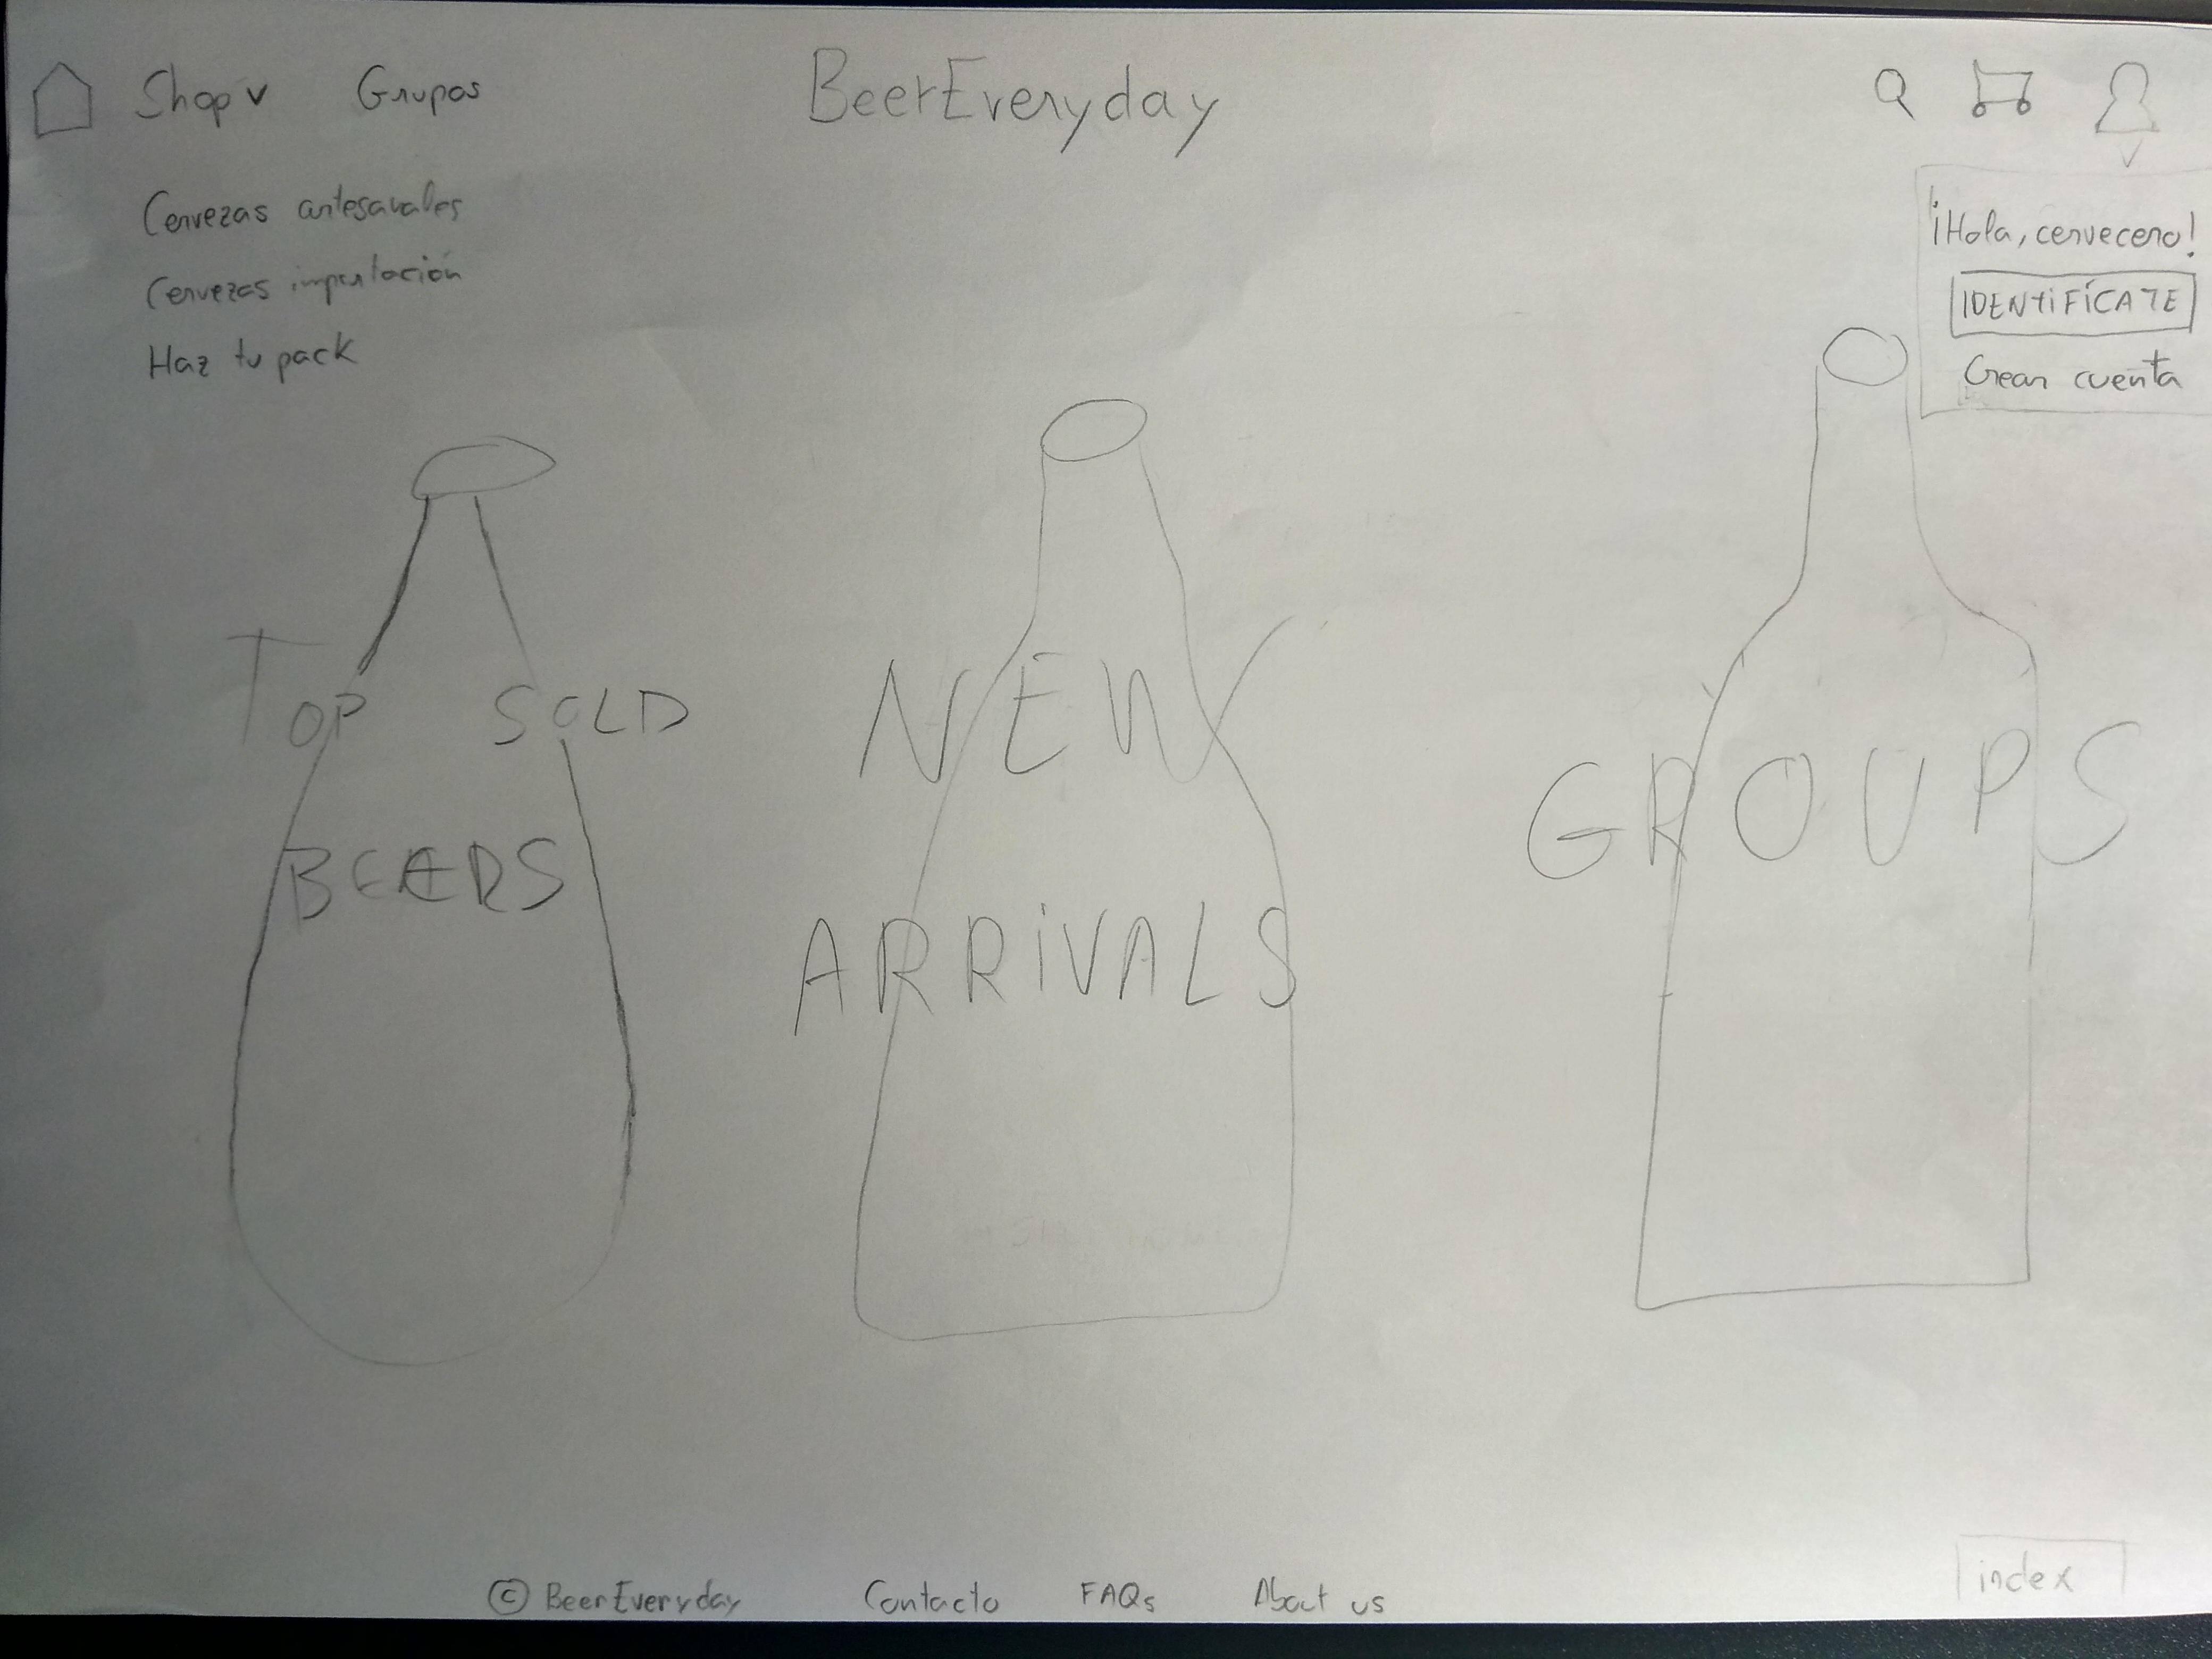 Shop v Grupos BeerEveryday
Cervezas artesanales
Cervezas importación
Haz tu pack
¡Hola, cervecero!
IDENTIFÍCATE
Crear cuenta
TOP SOLD
BEERS
NEW
ARRIVALS
GROUPS
index
© BeerEveryday Contacto FAQs About us